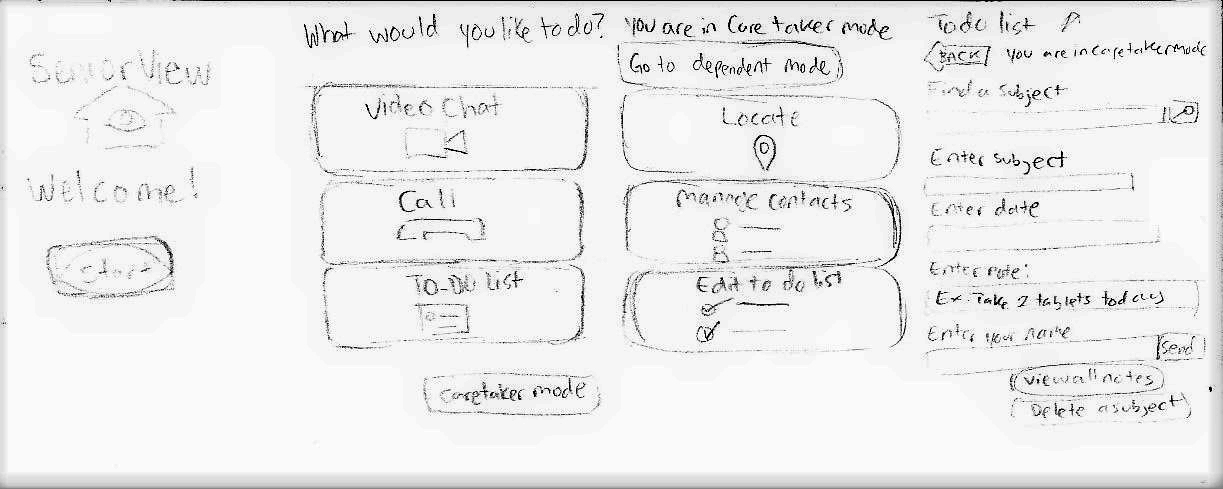 SeniorView
Welcome!
Start
What would you like to do?
Video Chat
Call
TO-DO LIST
Caretaker mode
You are in Care taker mode
Go to dependent mode
Locate
Manage contacts
Edit to do list
To do list
BACK
You are in caretaker mode
Find a subject
Enter subject
Enter date
Enter note:
Ex. Take 2 tablets today
Enter your name
Send
View all notes
Delete a subject